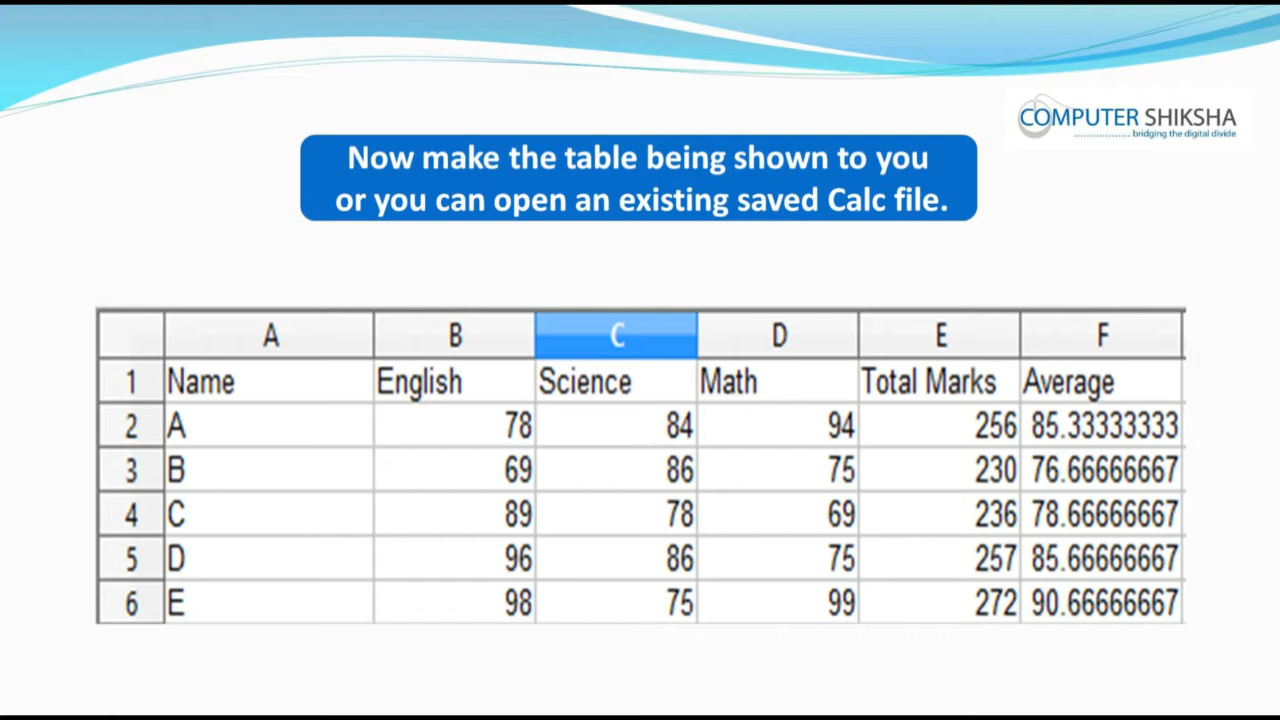 COMPUTER SHIKSHA
bridging the digital divide
Now make the table being shown to you
or you can open an existing saved Calc file.
A B C D E F
1 Name English Science Math Total Marks Average
2 A 78 84 94 256 85.33333333
3 B 69 86 75 230 76.66666667
4 C 89 78 69 236 78.66666667
5 D 96 86 75 257 85.66666667
6 E 98 75 99 272 90.66666667